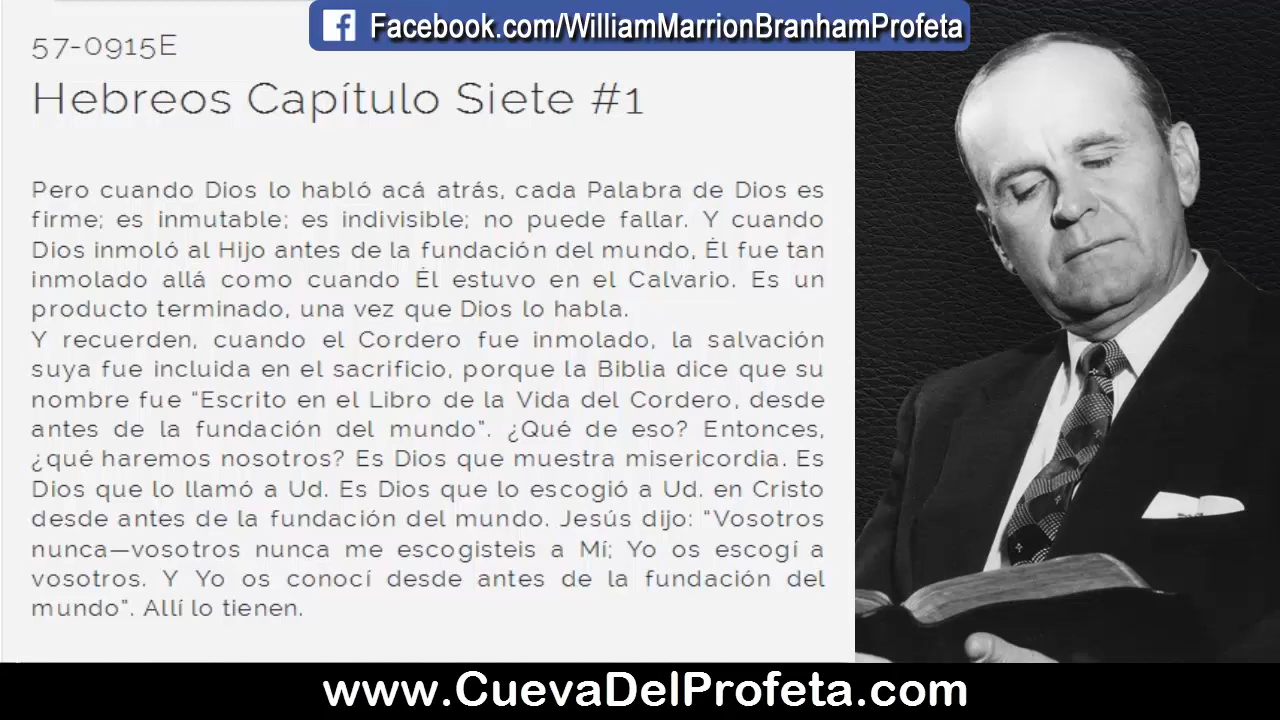 Facebook.com/WilliamMarrionBranhamProfeta
57-0915E
Hebreos Capítulo Siete #1
Pero cuando Dios lo habló acá atrás, cada Palabra de Dios es
firme; es inmutable; es indivisible; no puede fallar. Y cuando
Dios inmoló al Hijo antes de la fundación del mundo, Él fue tan
inmolado allá como cuando Él estuvo en el Calvario. Es un
producto terminado, una vez que Dios lo habla.
Y recuerden, cuando el Cordero fue inmolado, la salvación
suya fue incluida en el sacrificio, porque la Biblia dice que su
nombre fue “Escrito en el Libro de la Vida del Cordero, desde
antes de la fundación del mundo”. ¿Qué de eso? Entonces,
¿qué haremos nosotros? Es Dios que muestra misericordia. Es
Dios que lo llamó a Ud. Es Dios que lo escogió a Ud. en Cristo
desde antes de la fundación del mundo. Jesús dijo: “Vosotros
nunca—vosotros nunca me escogisteis a Mí; Yo os escogí a
vosotros. Y Yo os conocí desde antes de la fundación del
mundo”. Allí lo tienen.
www.CuevaDelProfeta.com